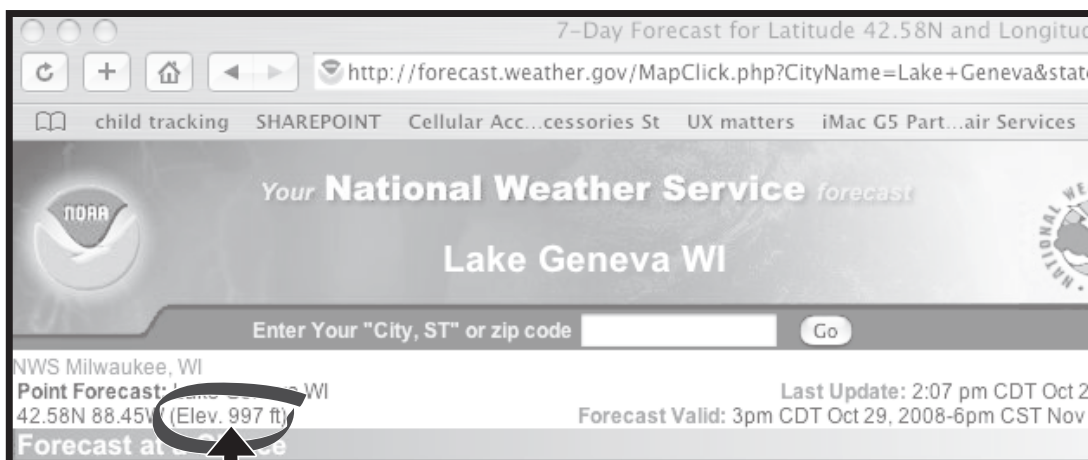 7-Day Forecast for Latitude 42.58N and Longitud
http://forecast.weather.gov/MapClick.php?CityName=Lake+Geneva&stat
child tracking SHAREPOINT Cellular Acc...cessories St UX matters iMac G5 Part...air Services
NOAA
Your National Weather Service forecast
NATIONAL WE
Lake Geneva WI
Enter Your "City, ST" or zip code Go
NWS Milwaukee, WI
Point Forecast: WI
Last Update: 2:07 pm CDT Oct 2
42.58N 88.45W (Elev. 997 ft)
Forecast Valid: 3pm CDT Oct 29, 2008-6pm CST Nov
Forecast at